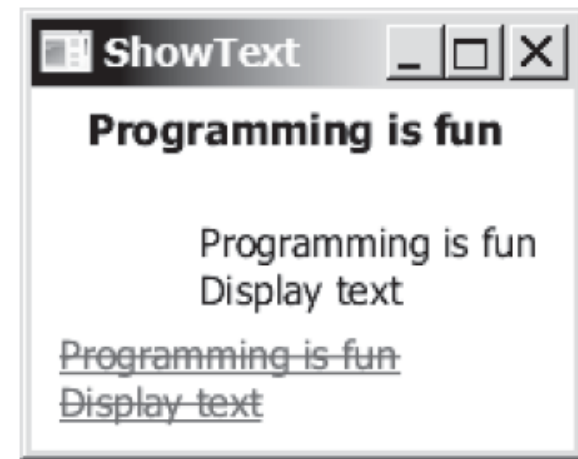 ShowText
Programming is fun
Programming is fun
Display text
Programming is fun
Display text